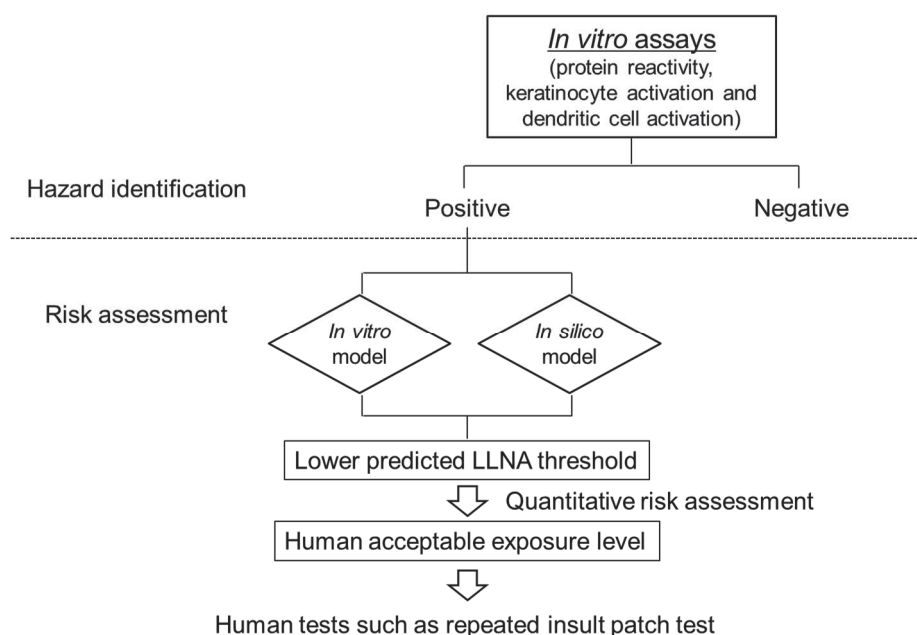 In vitro assays
(protein reactivity,
keratinocyte activation and
dendritic cell activation)
Hazard identification
Positive
Negative
Risk assessment
In vitro
model
In silico
model
Lower predicted LLNA threshold
Quantitative risk assessment
Human acceptable exposure level
Human tests such as repeated insult patch test